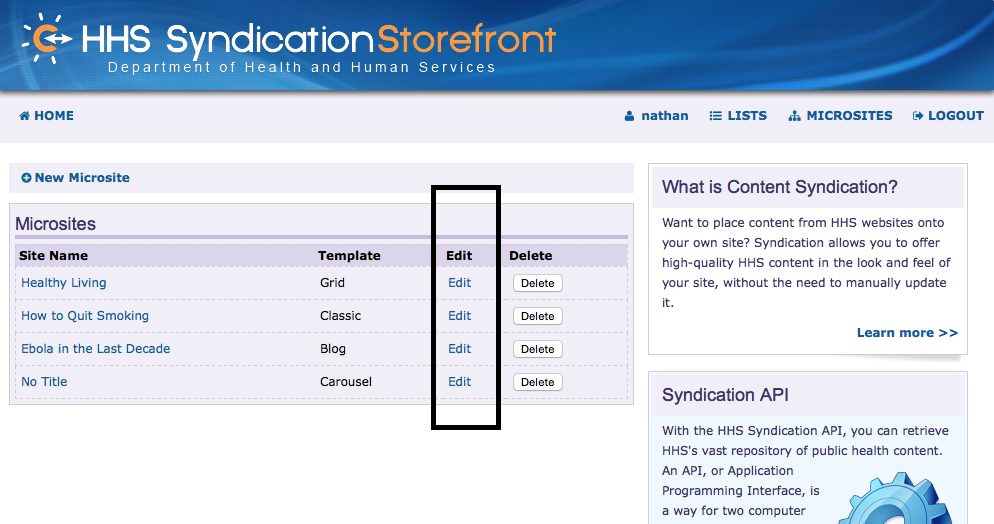 HHS Syndication Storefront
Department of Health and Human Services
HOME
nathan LISTS MICROSITES LOGOUT
New Microsite
Microsites
Site Name Template Edit Delete
Healthy Living Grid Edit Delete
How to Quit Smoking Classic Edit Delete
Ebola in the Last Decade Blog Edit Delete
No Title Carousel Edit Delete
What is Content Syndication?
Want to place content from HHS websites onto
your own site? Syndication allows you to offer
high-quality HHS content in the look and feel of
your site, without the need to manually update
it.
Learn more >>
Syndication API
With the HHS Syndication API, you can retrieve
HHS's vast repository of public health content.
An API, or Application
Programming Interface, is
a way for two computer